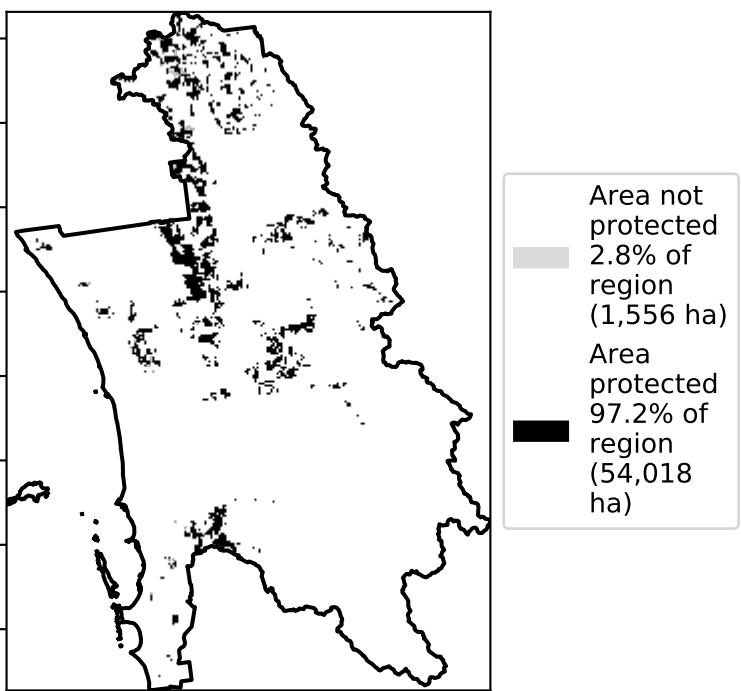 Area not
protected
2.8% of
region
(1,556 ha)
Area
protected
97.2% of
region
(54,018
ha)